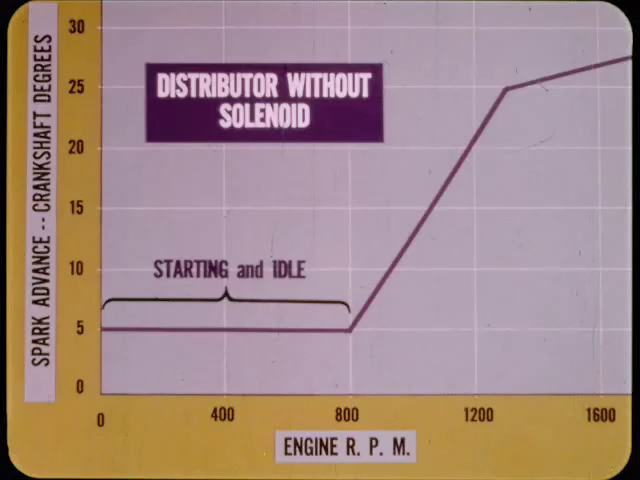 30
DISTRIBUTOR WITHOUT
SOLENOID
25
20
15
STARTING and IDLE
10
5
0
SPARK ADVANCE -- CRANKSHAFT DEGREES
0 400 800 1200 1600
ENGINE R. P. M.